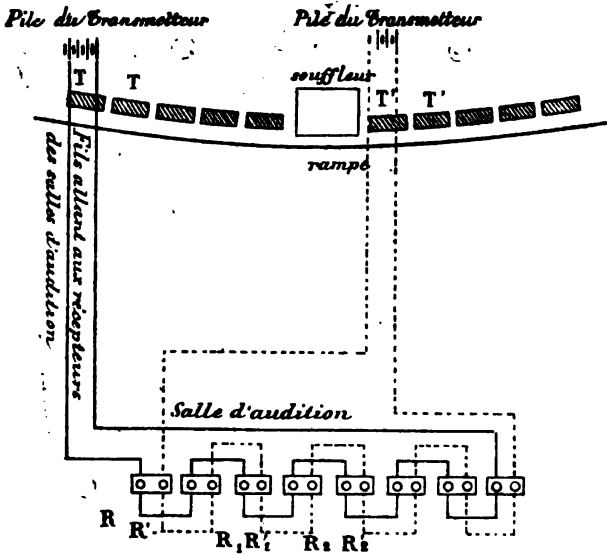 Pile du Transmetteur
Pile du Transmetteur
souffleur
T T
T' T'
rampe
Fils allant aux récepteurs
des salles d'audition
Salle d'audition
R R' R₁ R'₁ R₂ R₂